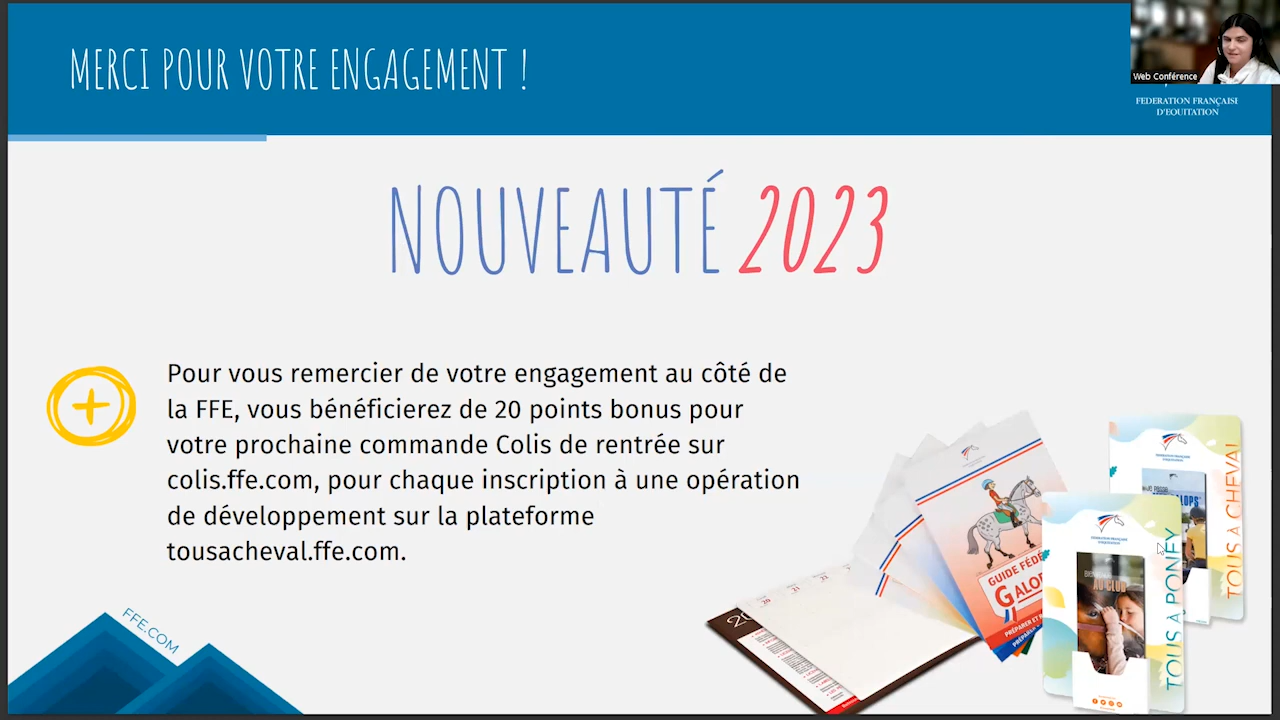 MERCI POUR VOTRE ENGAGEMENT !
Web Conférence
FEDERATION FRANÇAISE
D'EQUITATION
NOUVEAUTÉ 2023
Pour vous remercier de votre engagement au côté de
la FFE, vous bénéficierez de 20 points bonus pour
votre prochaine commande Colis de rentrée sur
colis.ffe.com, pour chaque inscription à une opération
de développement sur la plateforme
tousacheval.ffe.com.
FFE.COM
GUIDE FÉDÉ
GALO
TOUS À CHEVAL
TOUS À PONEY
AU CLUB